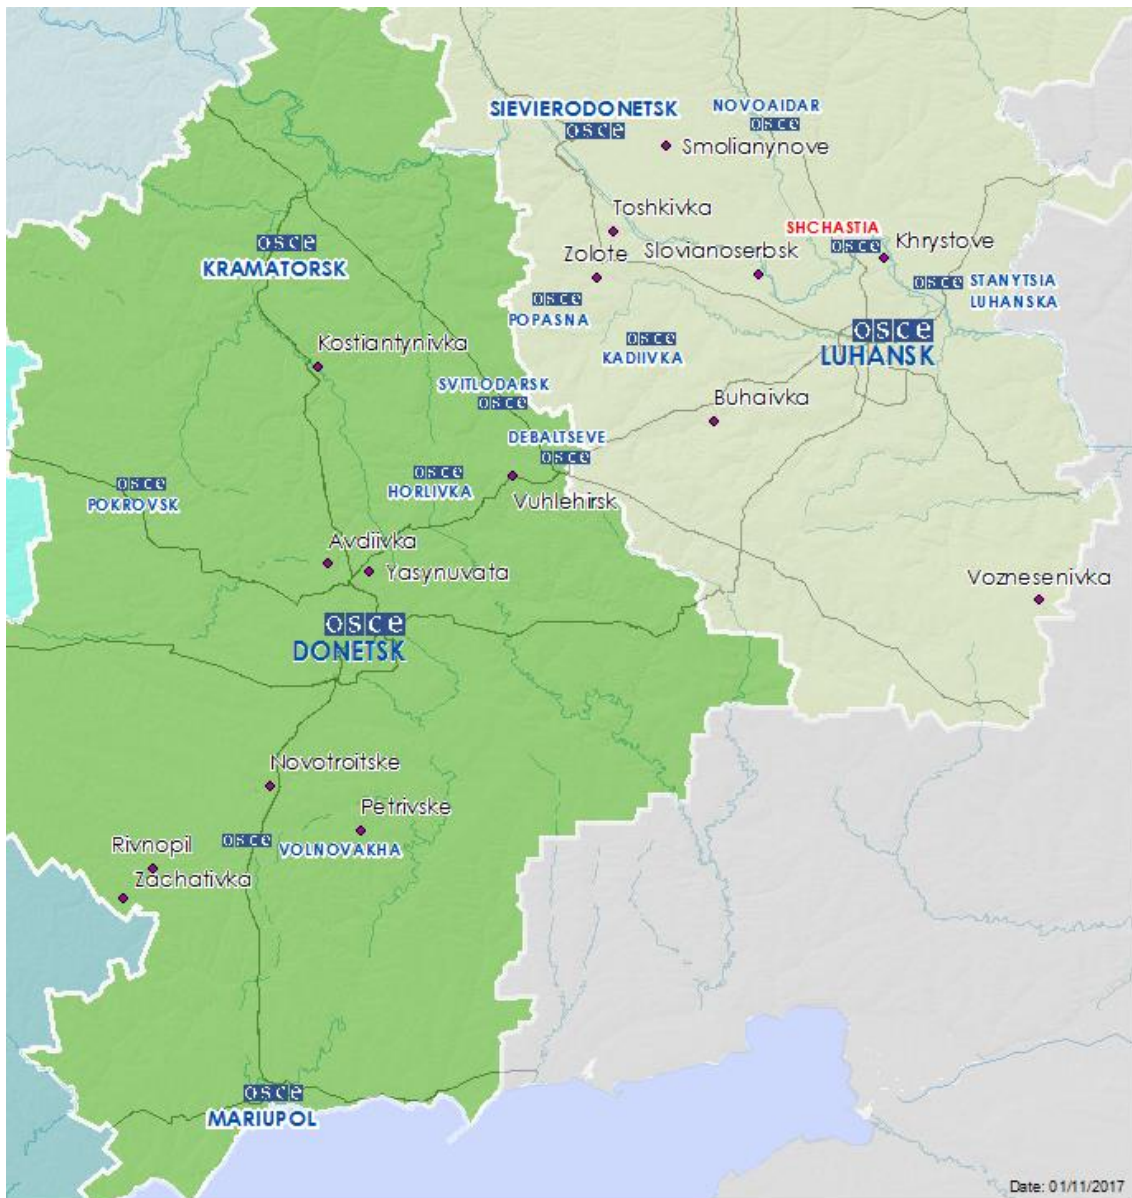 SIEVIERODONETSK
osce
NOVOAIDAR
osce
Smolianynove
Toshkivka
SHCHASTIA
osce
Khrystove
osce
KRAMATORSK
Zolote
Slovianoserbsk
osce
STANYTSIA
LUHANSKA
osce
POPASNA
osce
KADIIVKA
osce
LUHANSK
Kostiantynivka
SVITLODARSK
osce
Buhaivka
DEBALTSEVE
osce
osce
HORLIVKA
osce
POKROVSK
Vuhlehirsk
Avdiivka
Yasynuvata
Voznesenivka
osce
DONETSK
Novotroitske
Petrivske
osce
VOLNOVAKHA
Rivnopil
Zachativka
osce
MARIUPOL
Date: 01/11/2017